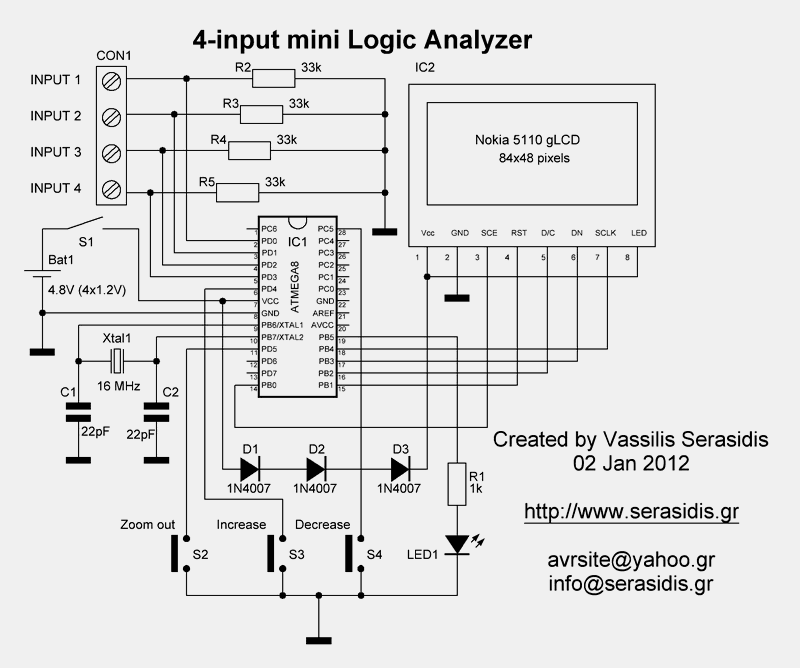 4-input mini Logic Analyzer
CON1
INPUT 1
INPUT 2
INPUT 3
INPUT 4
R2 33k
R3 33k
R4 33k
R5 33k
IC2
Nokia 5110 gLCD
84x48 pixels
Vcc GND SCE RST D/C DN SCLK LED
1 2 3 4 5 6 7 8
S1
Bat1
4.8V (4x1.2V)
IC1
ATMEGA8
1 PC6 PC5 28
2 PD0 PC4 27
3 PD1 PC3 26
4 PD2 PC2 25
5 PD3 PC1 24
6 PD4 PC0 23
7 VCC GND 22
8 GND AREF 21
9 PB6/XTAL1 AVCC 20
10 PB7/XTAL2 PB5 19
11 PD5 PB4 18
12 PD6 PB3 17
13 PD7 PB2 16
14 PB0 PB1 15
Xtal1
16 MHz
C1
22pF
C2
22pF
D1
1N4007
D2
1N4007
D3
1N4007
R1
1k
LED1
Zoom out
S2
Increase
S3
Decrease
S4
Created by Vassilis Serasidis
02 Jan 2012
http://www.serasidis.gr
avrsite@yahoo.gr
info@serasidis.gr